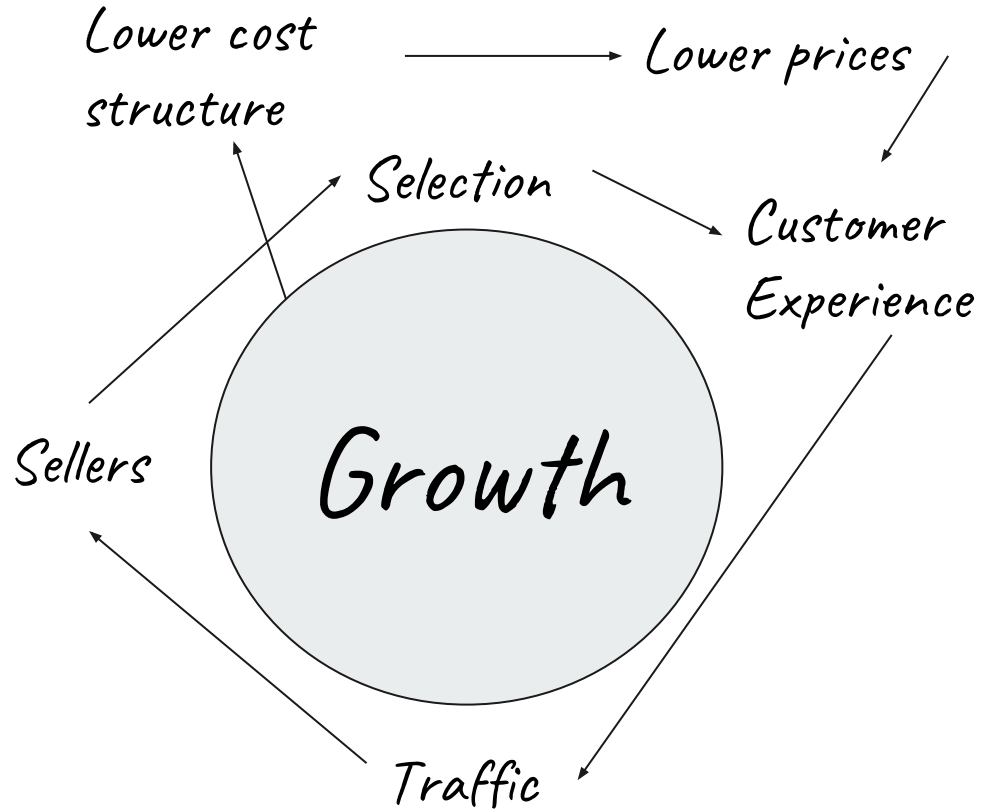 Lower cost
structure
Lower prices
Selection
Customer
Experience
Sellers
Growth
Traffic